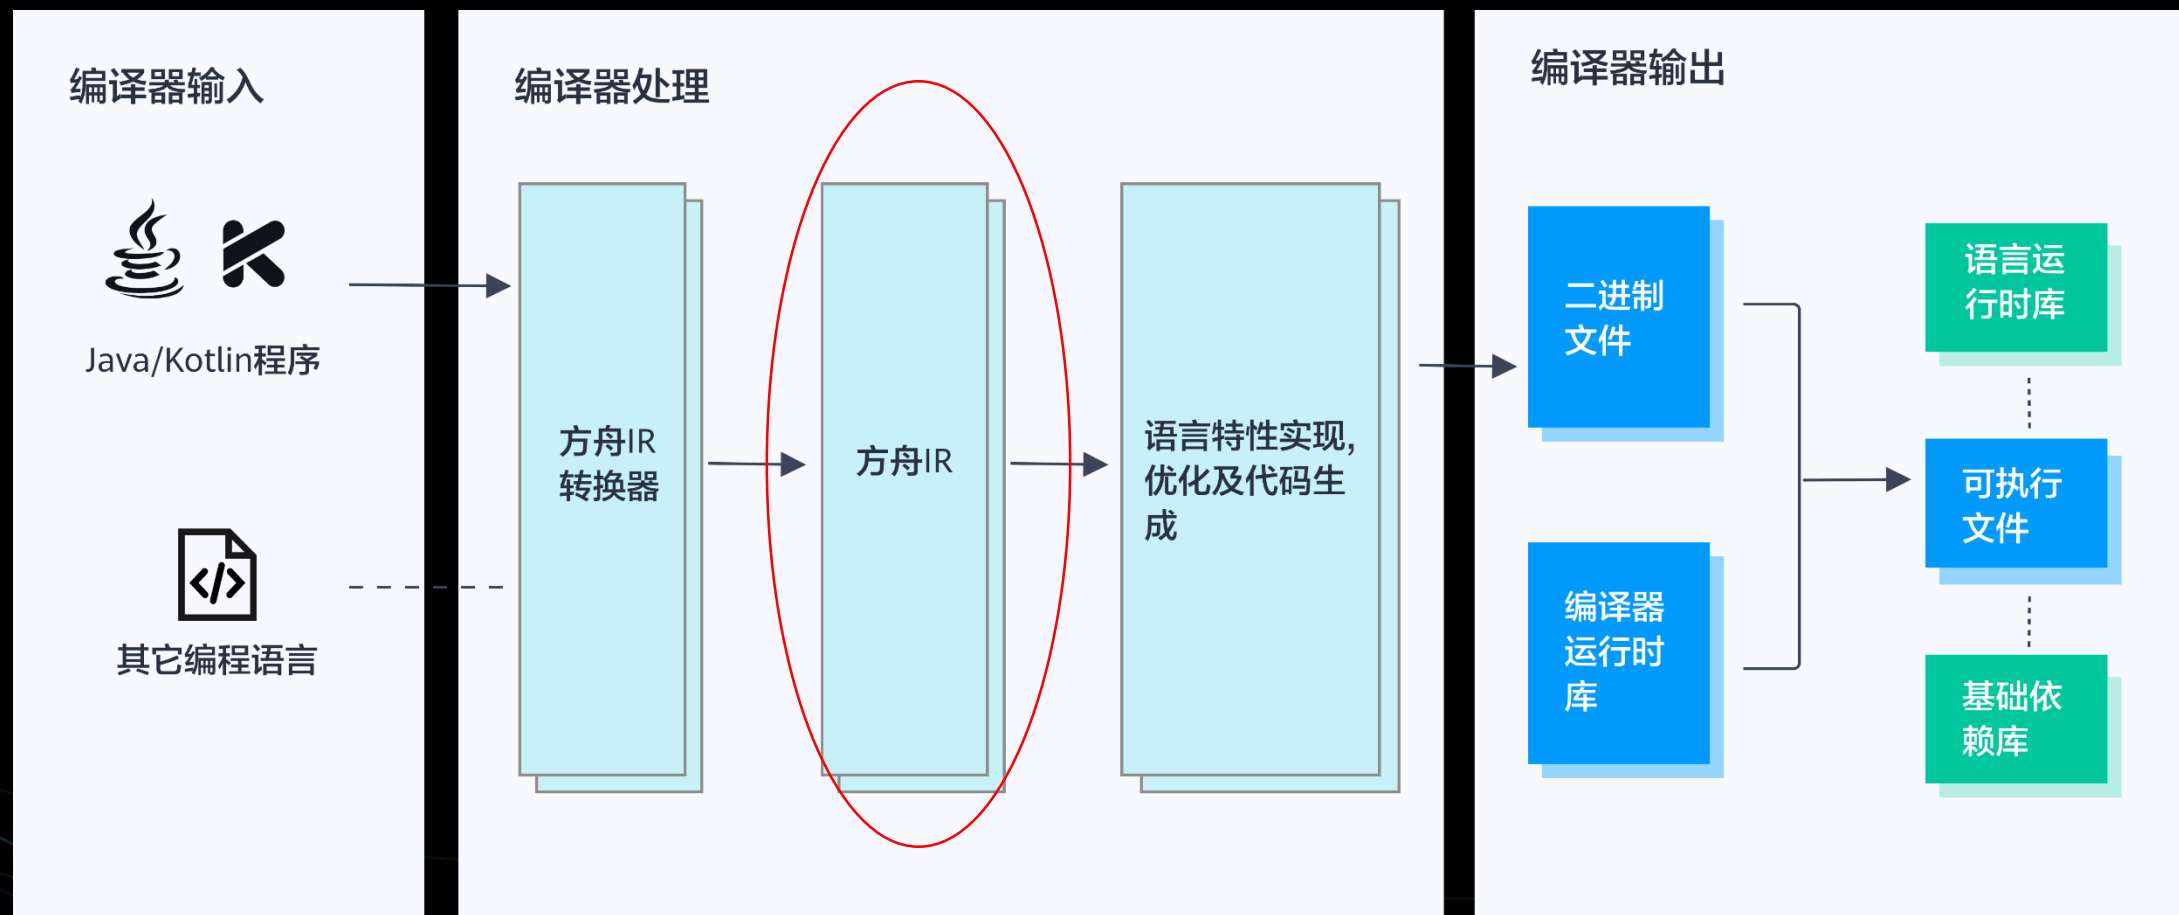 编译器输入
Java/Kotlin程序
其它编程语言
编译器处理
方舟IR
转换器
方舟IR
语言特性实现,
优化及代码生
成
编译器输出
二进制
文件
编译器
运行时
库
语言运
行时库
可执行
文件
基础依
赖库